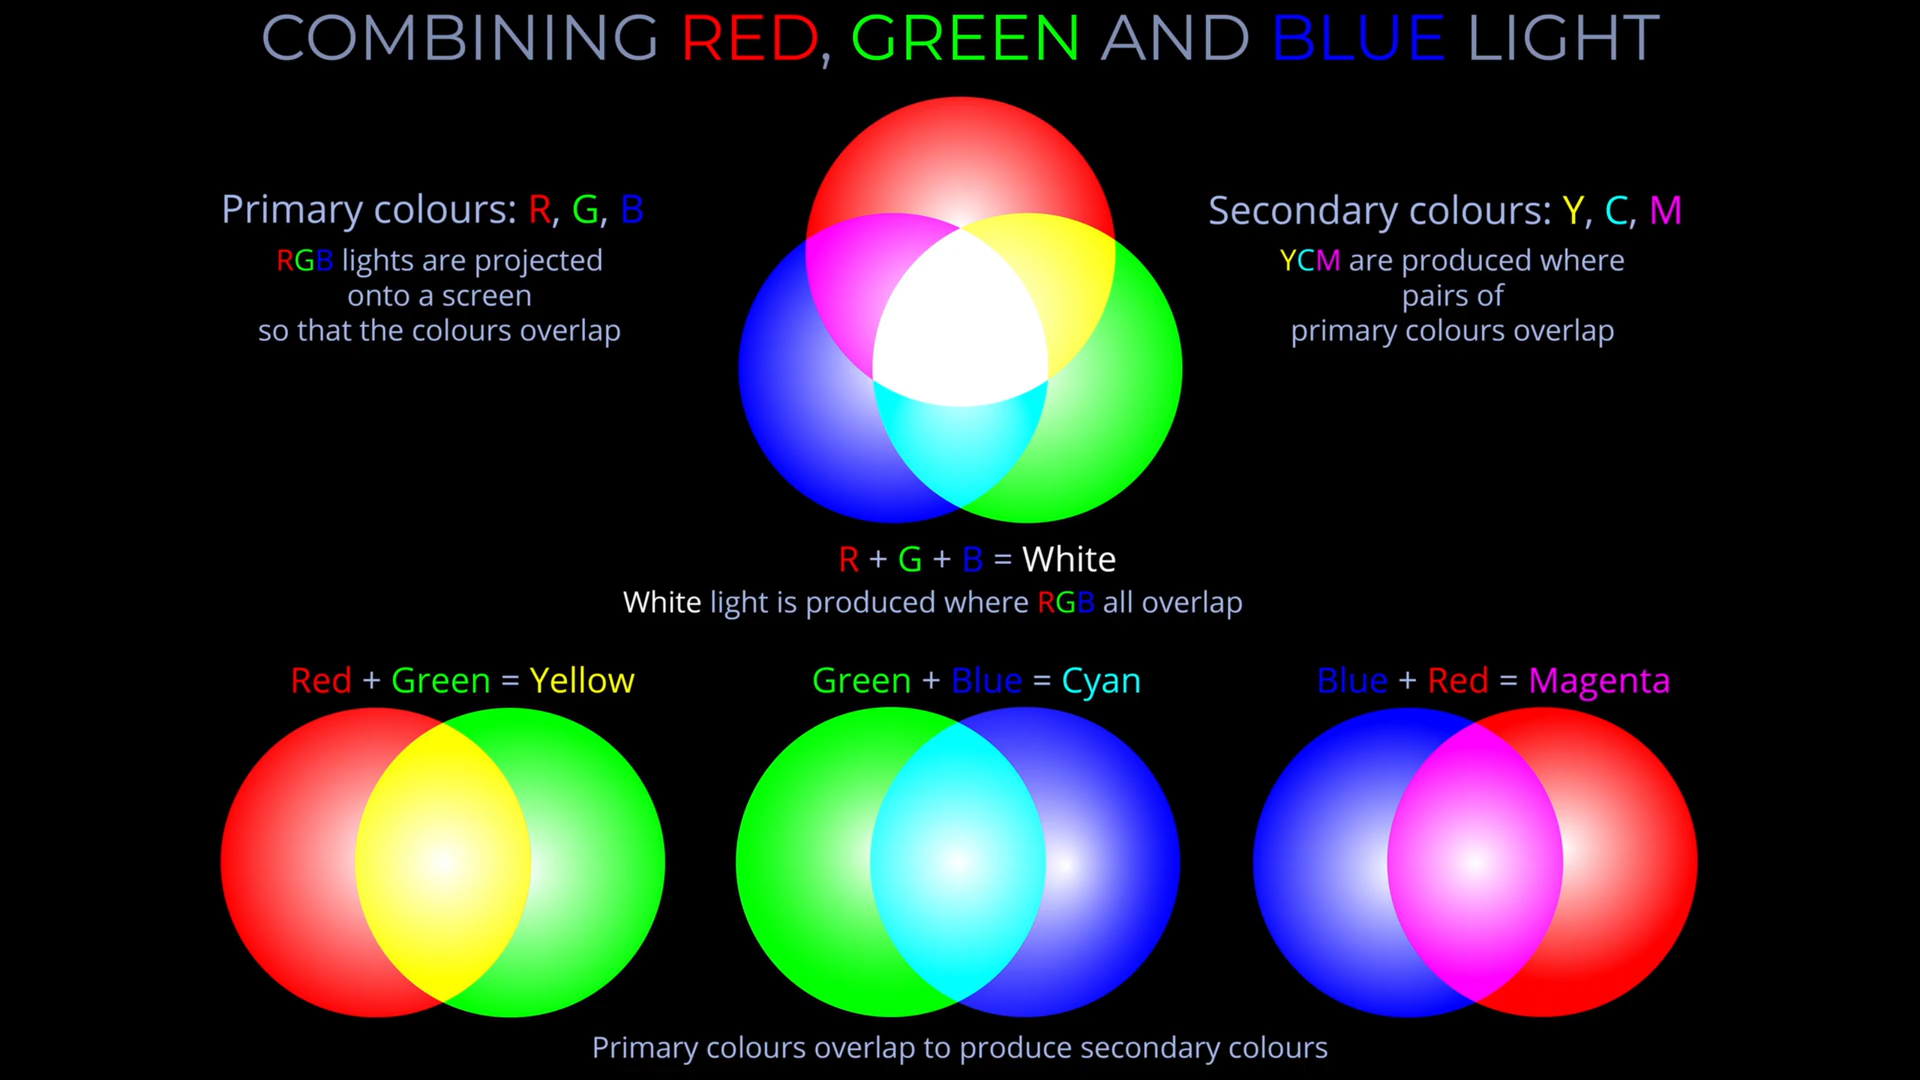 COMBINING RED, GREEN AND BLUE LIGHT
Primary colours: R, G, B
RGB lights are projected
onto a screen
so that the colours overlap
Secondary colours: Y, C, M
YCM are produced where
pairs of
primary colours overlap
R + G + B = White
White light is produced where RGB all overlap
Red + Green = Yellow
Green + Blue = Cyan
Blue + Red = Magenta
Primary colours overlap to produce secondary colours